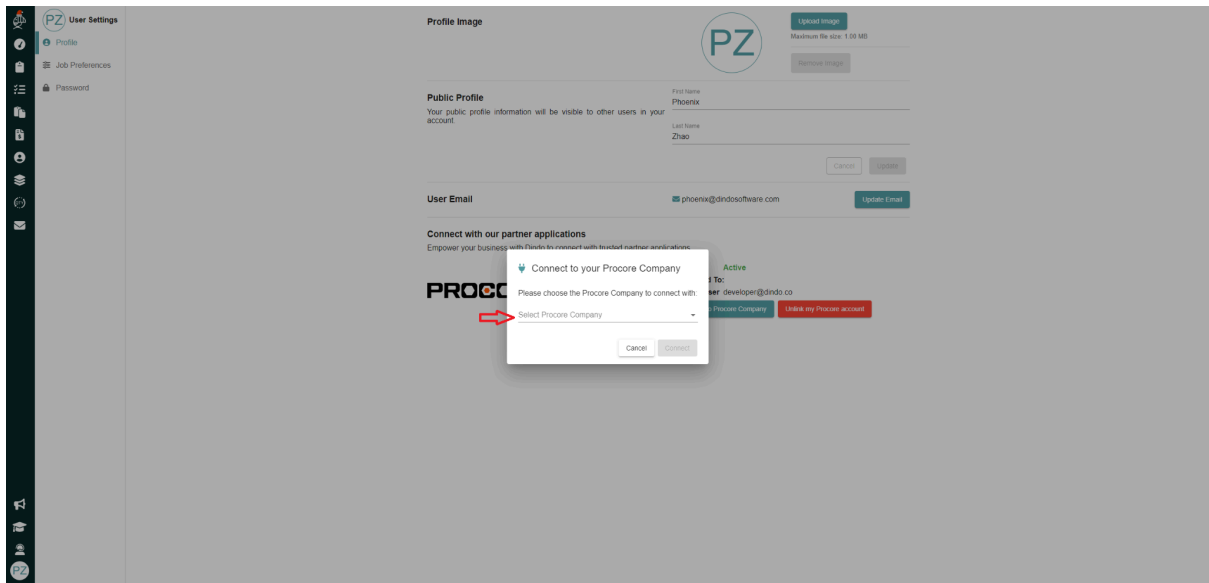 PZ User Settings
Profile
Job Preferences
Password
PZ
Profile Image
PZ
Upload Image
Maximum file size: 1.00 MB
Remove Image
Public Profile
Your public profile information will be visible to other users in your
account.
First Name
Phoenix
Last Name
Zhao
Cancel
Update
User Email
phoenix@dindosoftware.com
Update Email
Connect with our partner applications
Empower your business with Dindo to connect with trusted partner applications
PROCO
Active
To:
developer@dindo.co
Procore Company
Unlink my Procore account
Connect to your Procore Company
Please choose the Procore Company to connect with:
Select Procore Company
Cancel
Connect